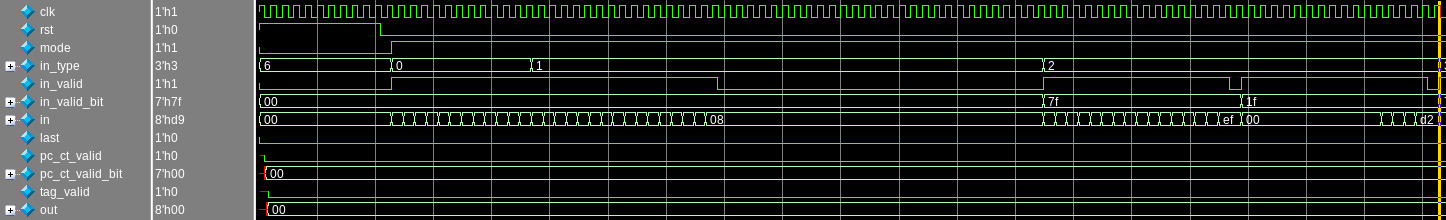 clk 1'h1
rst 1'h0
mode 1'h1
in_type 3'h3 6 0 1 2
in_valid 1'h1
in_valid_bit 7'h7f 00 7f 1f
in 8'hd9 00 08 ef 00 d2
last 1'h0
pc_ct_valid 1'h0
pc_ct_valid_bit 7'h00 00
tag_valid 1'h0
out 8'h00 00